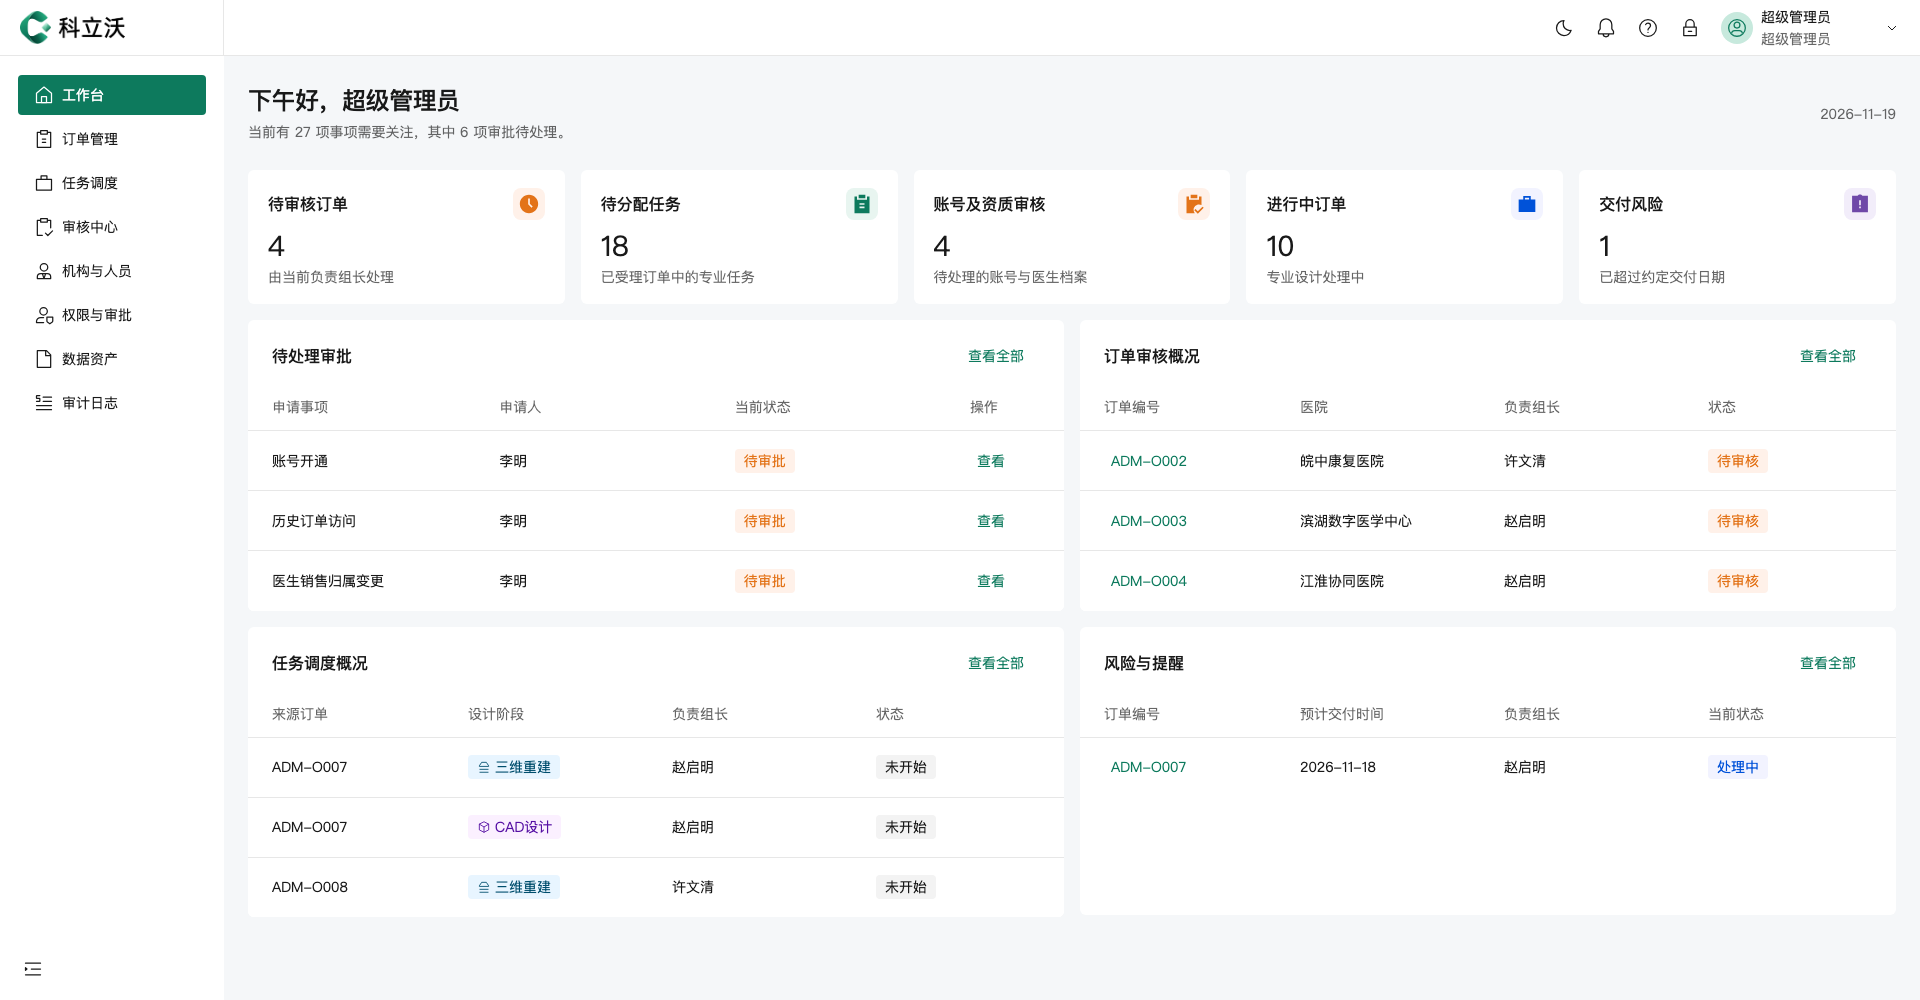 科立沃
超级管理员
超级管理员
工作台
订单管理
任务调度
审核中心
机构与人员
权限与审批
数据资产
审计日志
下午好，超级管理员
当前有 27 项事项需要关注，其中 6 项审批待处理。
2026-11-19
待审核订单
4
由当前负责组长处理
待分配任务
18
已受理订单中的专业任务
账号及资质审核
4
待处理的账号与医生档案
进行中订单
10
专业设计处理中
交付风险
1
已超过约定交付日期
待处理审批 查看全部
申请事项 申请人 当前状态 操作
账号开通 李明 待审批 查看
历史订单访问 李明 待审批 查看
医生销售归属变更 李明 待审批 查看
订单审核概况 查看全部
订单编号 医院 负责组长 状态
ADM-O002 皖中康复医院 许文清 待审核
ADM-O003 滨湖数字医学中心 赵启明 待审核
ADM-O004 江淮协同医院 赵启明 待审核
任务调度概况 查看全部
来源订单 设计阶段 负责组长 状态
ADM-O007 三维重建 赵启明 未开始
ADM-O007 CAD设计 赵启明 未开始
ADM-O008 三维重建 许文清 未开始
风险与提醒 查看全部
订单编号 预计交付时间 负责组长 当前状态
ADM-O007 2026-11-18 赵启明 处理中